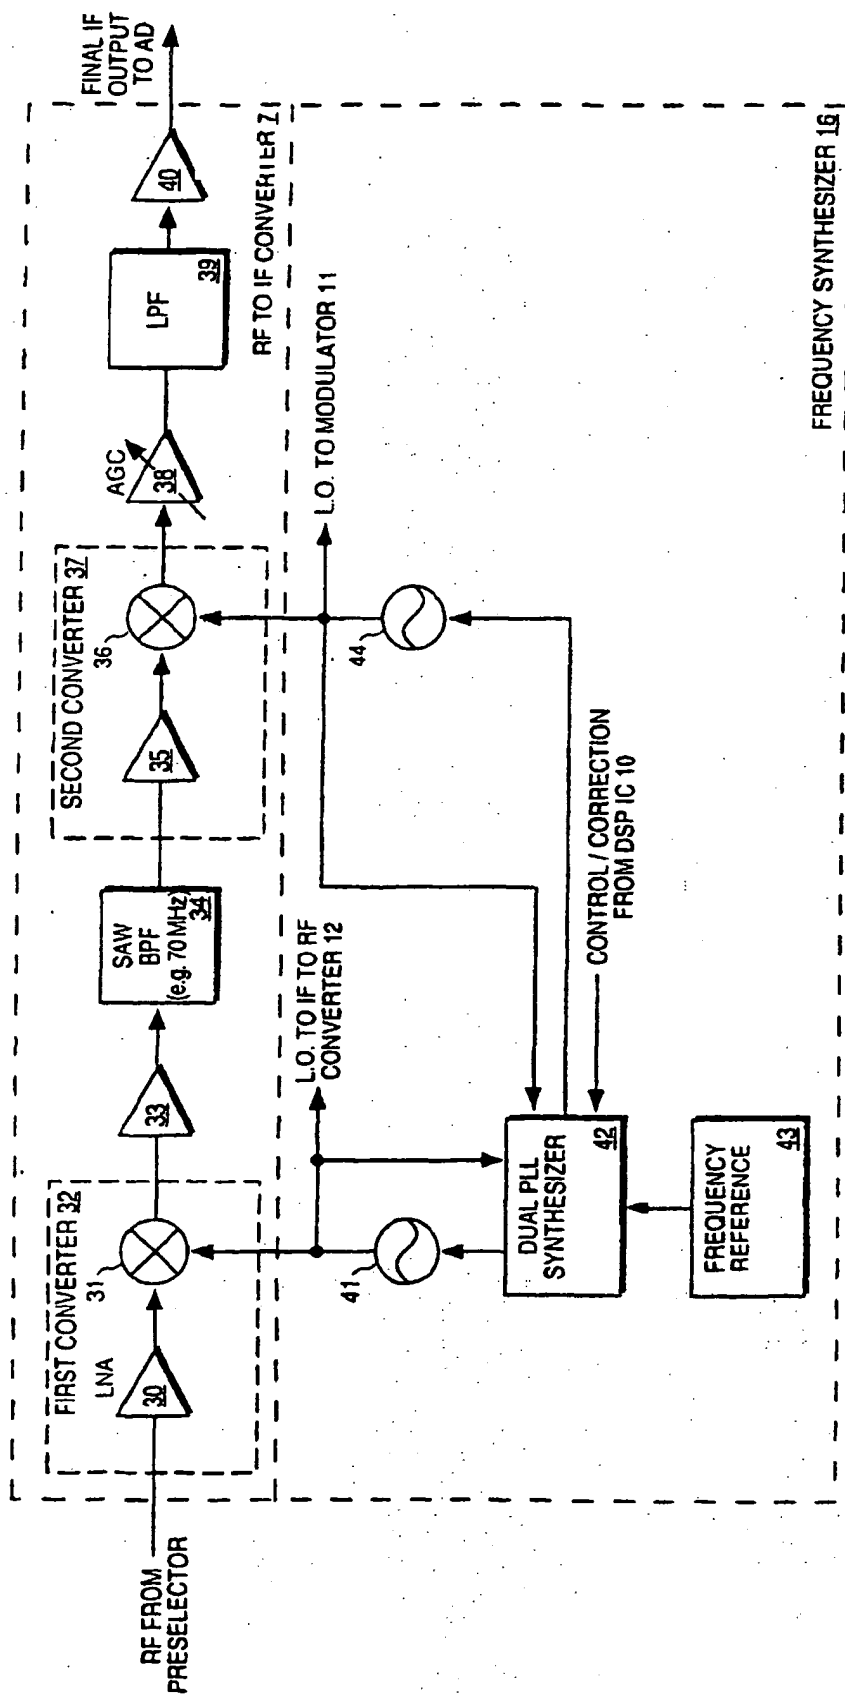 FINAL IF
OUTPUT
TO AD
RF TO IF CONVERTER 7
40
LPF
39
AGC
38
SECOND CONVERTER 37
36
35
SAW
BPF
(e.g. 70 MHz)
34
33
FIRST CONVERTER 32
31
LNA
30
RF FROM
PRESELECTOR
FREQUENCY SYNTHESIZER 16
L.O. TO MODULATOR 11
44
L.O. TO IF TO RF
CONVERTER 12
41
CONTROL / CORRECTION
FROM DSP IC 10
DUAL PLL
SYNTHESIZER
42
FREQUENCY
REFERENCE
43